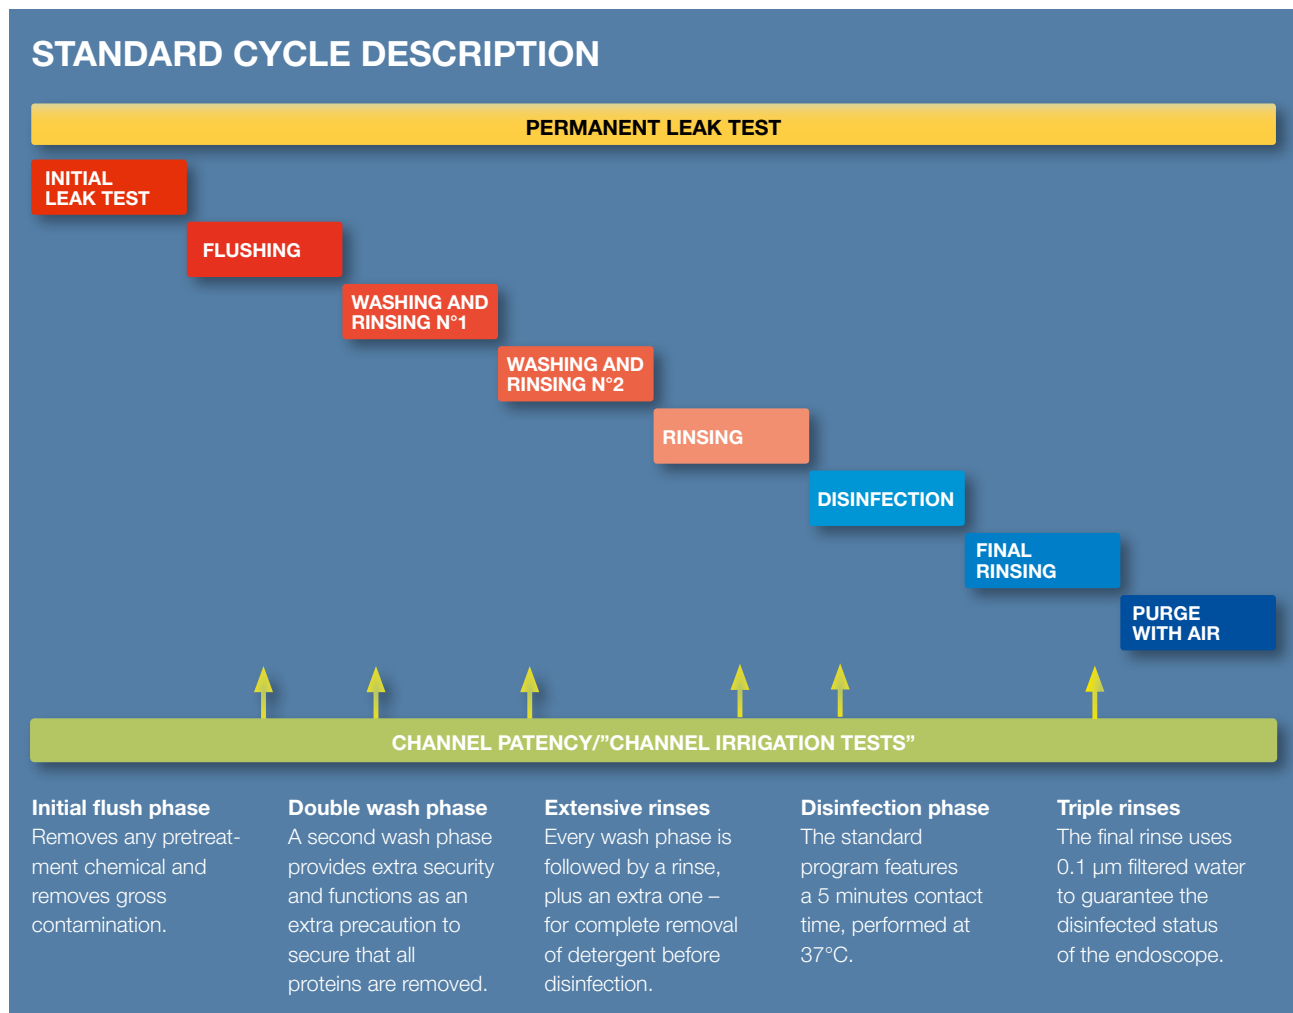 STANDARD CYCLE DESCRIPTION
PERMANENT LEAK TEST
INITIAL
LEAK TEST
FLUSHING
WASHING AND
RINSING N°1
WASHING AND
RINSING N°2
RINSING
DISINFECTION
FINAL
RINSING
PURGE
WITH AIR
CHANNEL PATENCY/”CHANNEL IRRIGATION TESTS”
Initial flush phase
Removes any pretreat-
ment chemical and
removes gross
contamination.
Double wash phase
A second wash phase
provides extra security
and functions as an
extra precaution to
secure that all
proteins are removed.
Extensive rinses
Every wash phase is
followed by a rinse,
plus an extra one –
for complete removal
of detergent before
disinfection.
Disinfection phase
The standard
program features
a 5 minutes contact
time, performed at
37°C.
Triple rinses
The final rinse uses
0.1 µm filtered water
to guarantee the
disinfected status
of the endoscope.